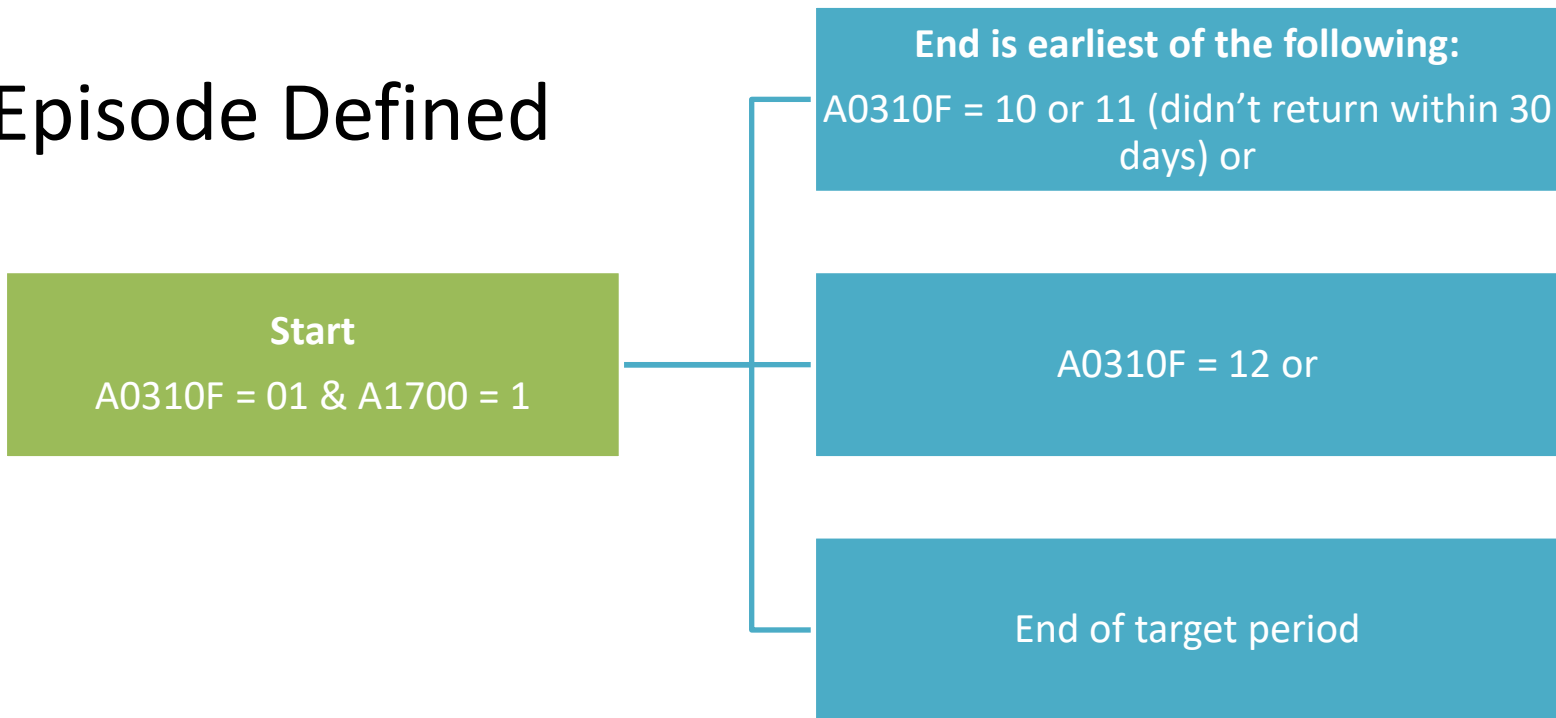 Episode Defined
Start
A0310F = 01 & A1700 = 1
End is earliest of the following:
A0310F = 10 or 11 (didn’t return within 30
days) or
A0310F = 12 or
End of target period